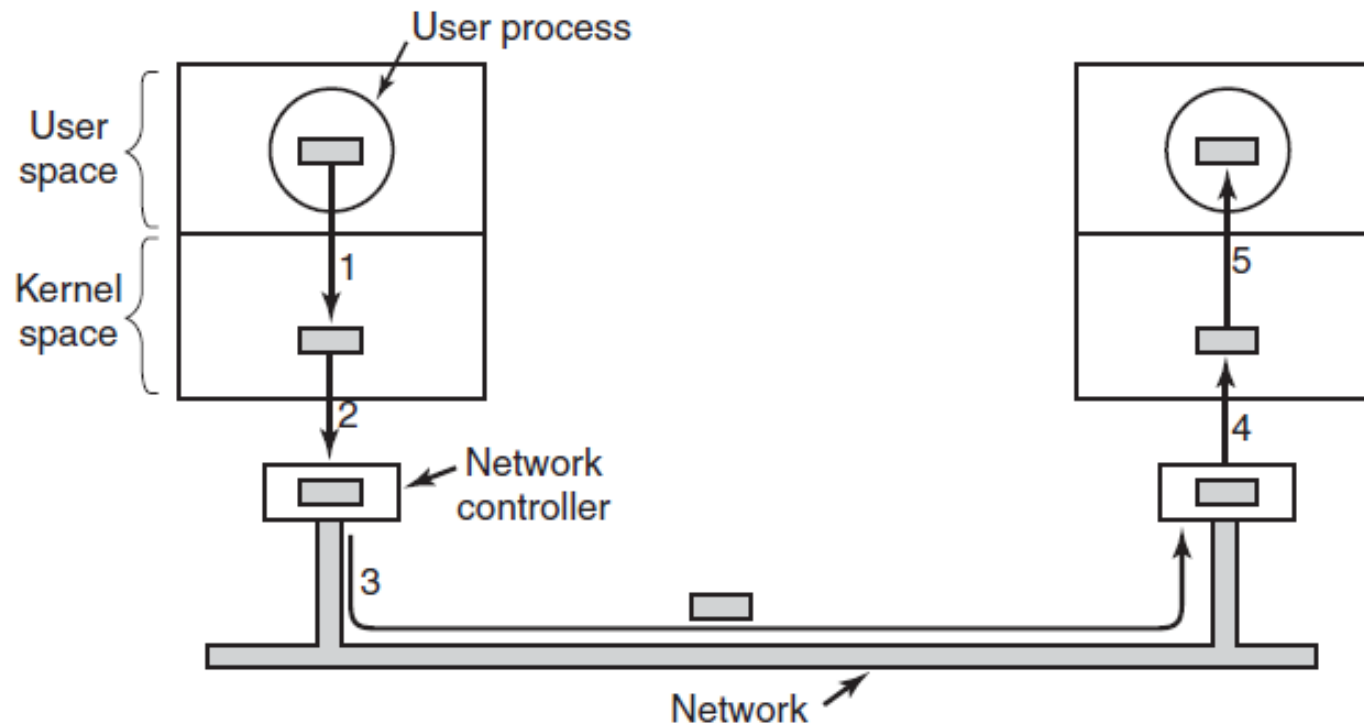 User process
User
space
1
5
Kernel
space
2
4
Network
controller
3
Network